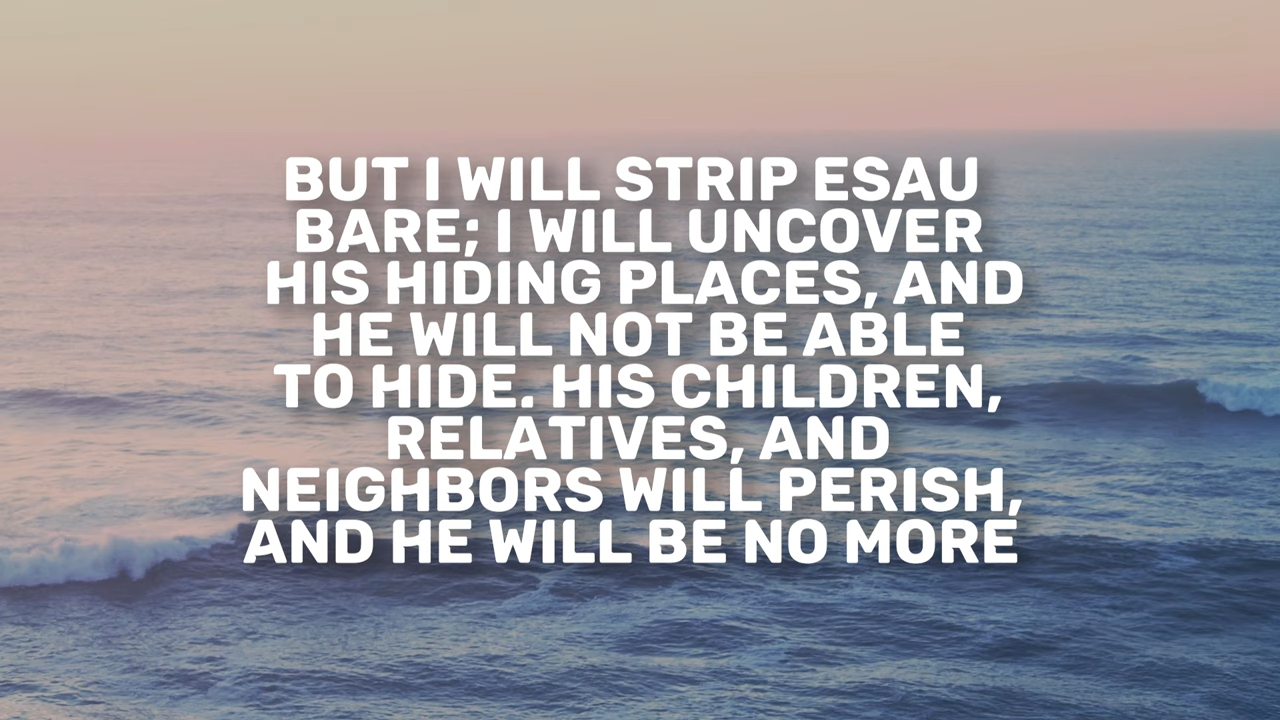 BUT I WILL STRIP ESAU
BARE; I WILL UNCOVER
HIS HIDING PLACES, AND
HE WILL NOT BE ABLE
TO HIDE. HIS CHILDREN,
RELATIVES, AND
NEIGHBORS WILL PERISH,
AND HE WILL BE NO MORE